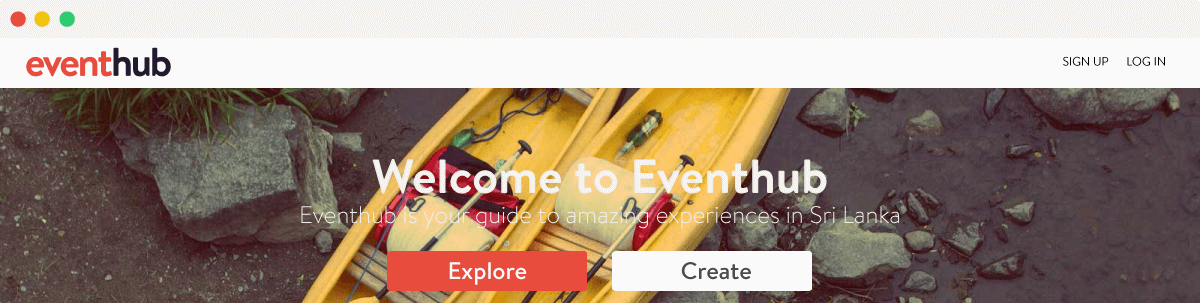 eventhub
SIGN UP LOG IN
Welcome to Eventhub
Eventhub is your guide to amazing experiences in Sri Lanka
Explore
Create